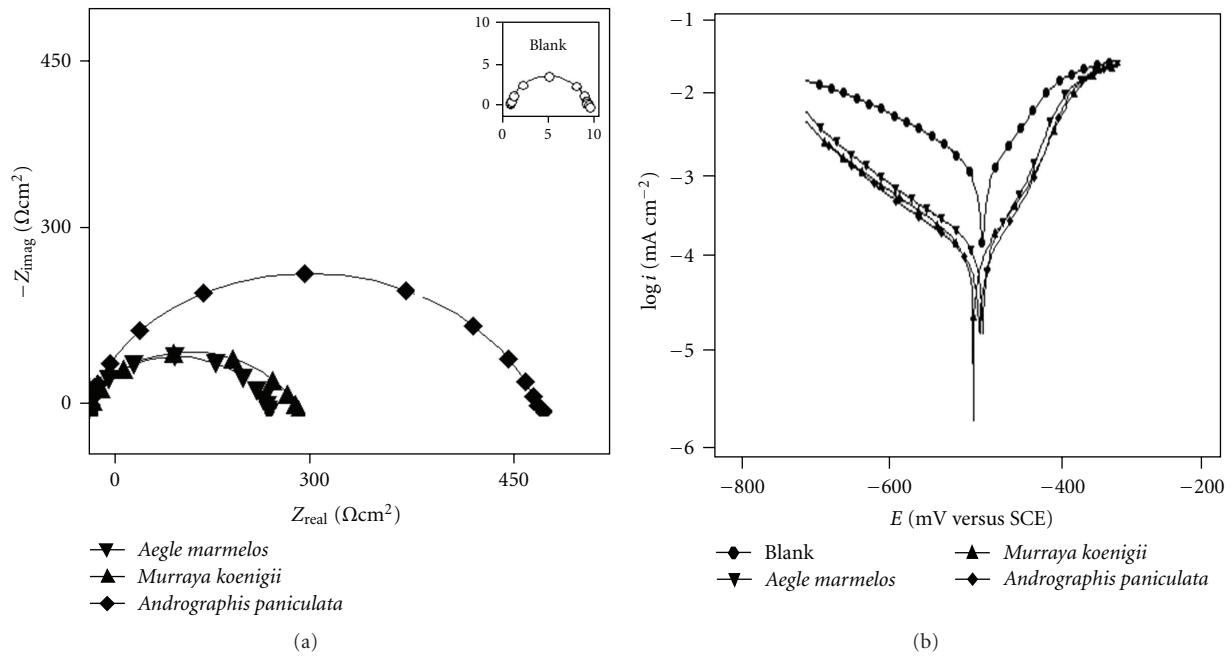 450
300
0
−Z_imag (Ωcm²)
10
5
0
Blank
0 5 10
0 300 450
Z_real (Ωcm²)
Aegle marmelos
Murraya koenigii
Andrographis paniculata
(a)
−1
−2
−3
−4
−5
−6
log i (mA cm⁻²)
−800 −600 −400 −200
E (mV versus SCE)
Blank
Aegle marmelos
Murraya koenigii
Andrographis paniculata
(b)